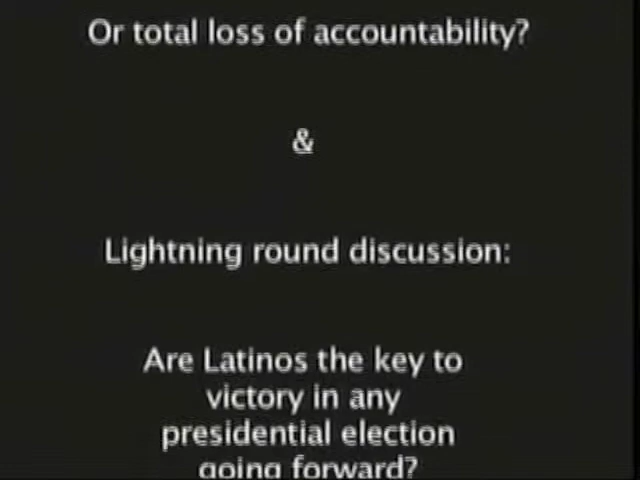 Or total loss of accountability?
&
Lightning round discussion:
Are Latinos the key to
victory in any
presidential election
going forward?